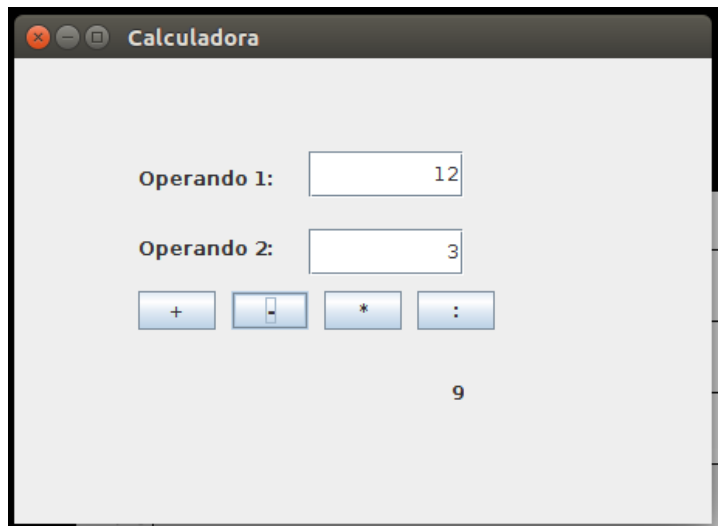 Calculadora
Operando 1: 12
Operando 2: 3
+ - * :
9